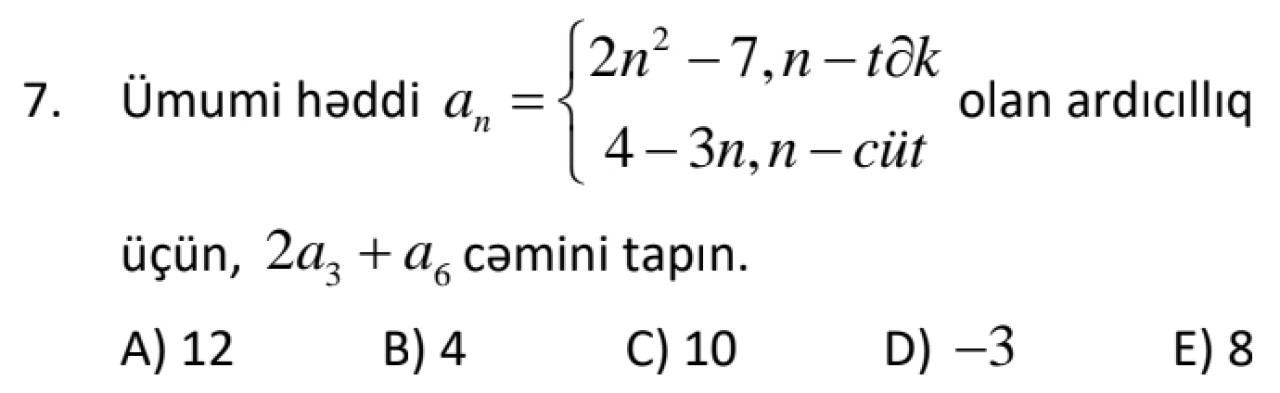 7. Ümumi həddi aₙ = { 2n² − 7, n − tək
4 − 3n, n − cüt olan ardıcıllıq
üçün, 2a₃ + a₆ cəmini tapın.
A) 12 B) 4 C) 10 D) −3 E) 8